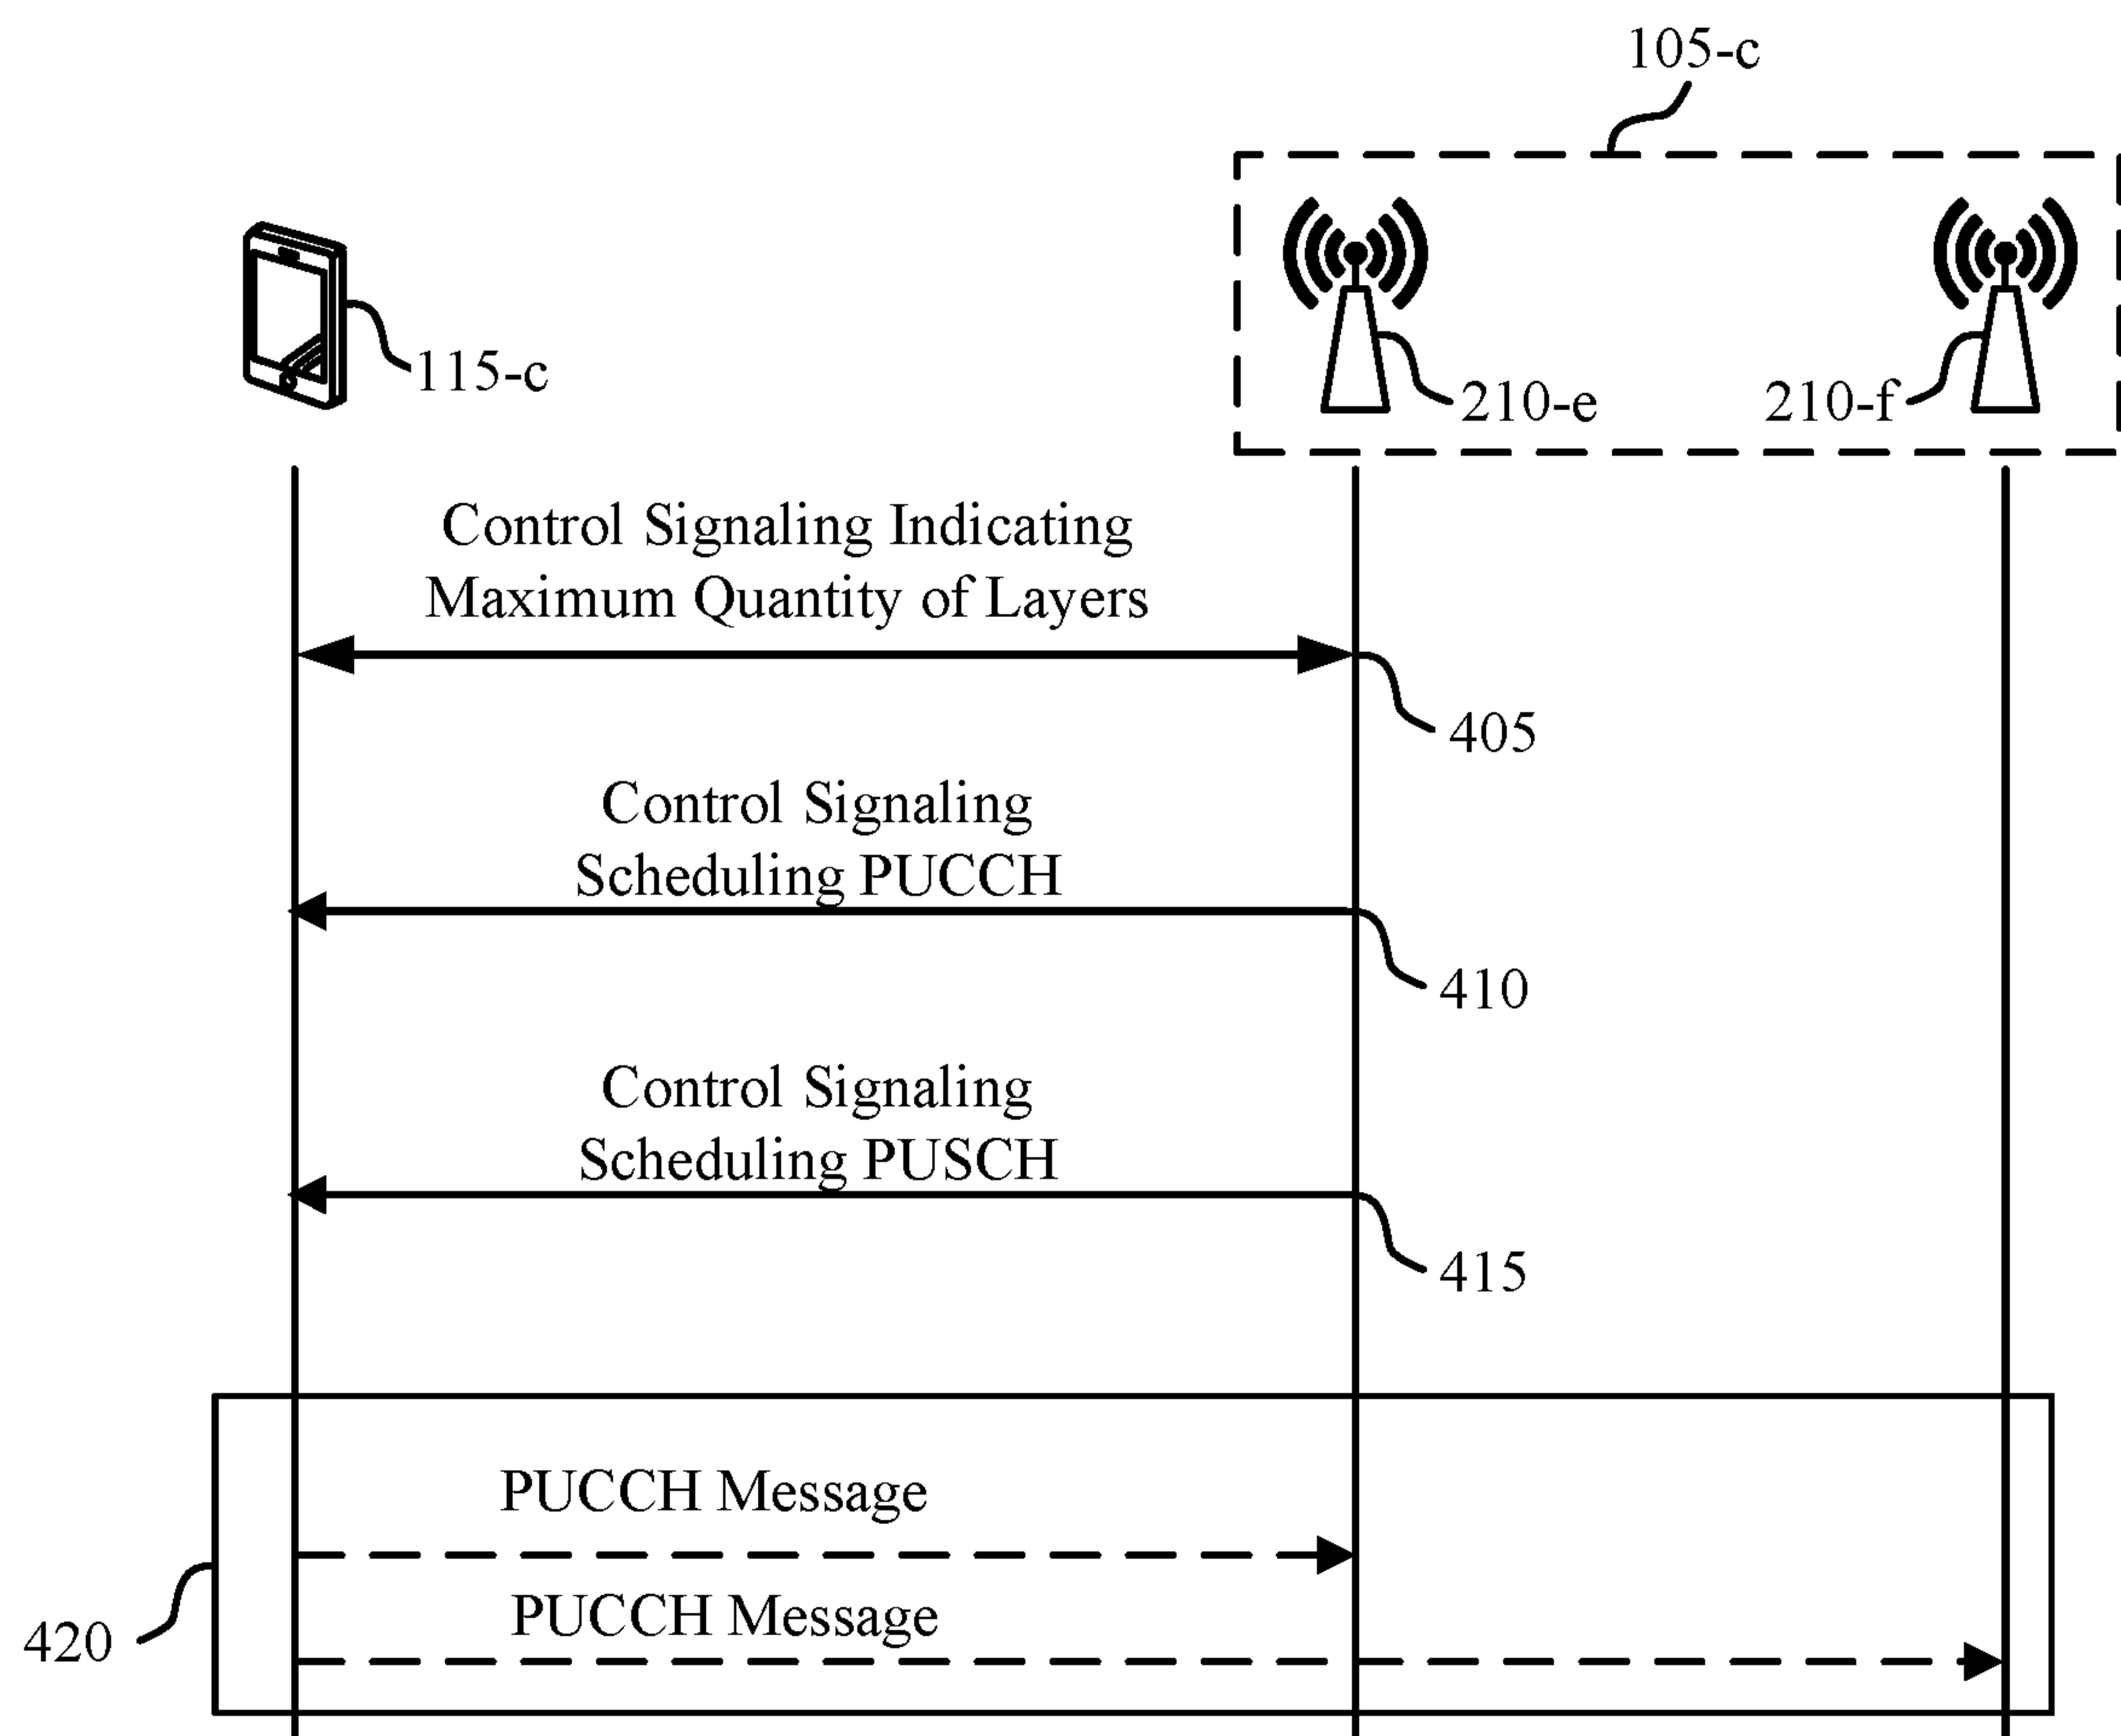 105-c
115-c
210-e
210-f
Control Signaling Indicating
Maximum Quantity of Layers
405
Control Signaling
Scheduling PUCCH
410
Control Signaling
Scheduling PUSCH
415
PUCCH Message
PUCCH Message
420